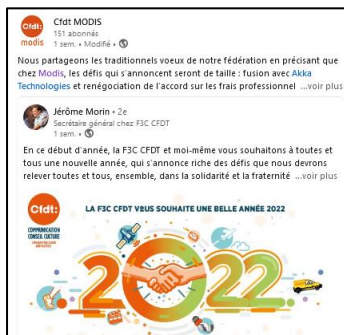 Cfdt:
modis
Cfdt MODIS
151 abonnés
1 sem. • Modifié •
Nous partageons les traditionnels voeux de notre fédération en précisant que
chez Modis, les défis qui s'annoncent seront de taille : fusion avec Akka
Technologies et renégociation de l'accord sur les frais professionnel ...voir plus
Jérôme Morin • 2e
Secrétaire général chez F3C CFDT
1 sem. •
En ce début d'année, la F3C CFDT et moi-même vous souhaitons à toutes et
tous une nouvelle année, qui s'annonce riche des défis que nous devrons
relever toutes et tous, ensemble, dans la solidarité et la fraternité ...voir plus
Cfdt:
COMMUNICATION
CONSEIL CULTURE
LA F3C CFDT VOUS SOUHAITE UNE BELLE ANNÉE 2022
2022